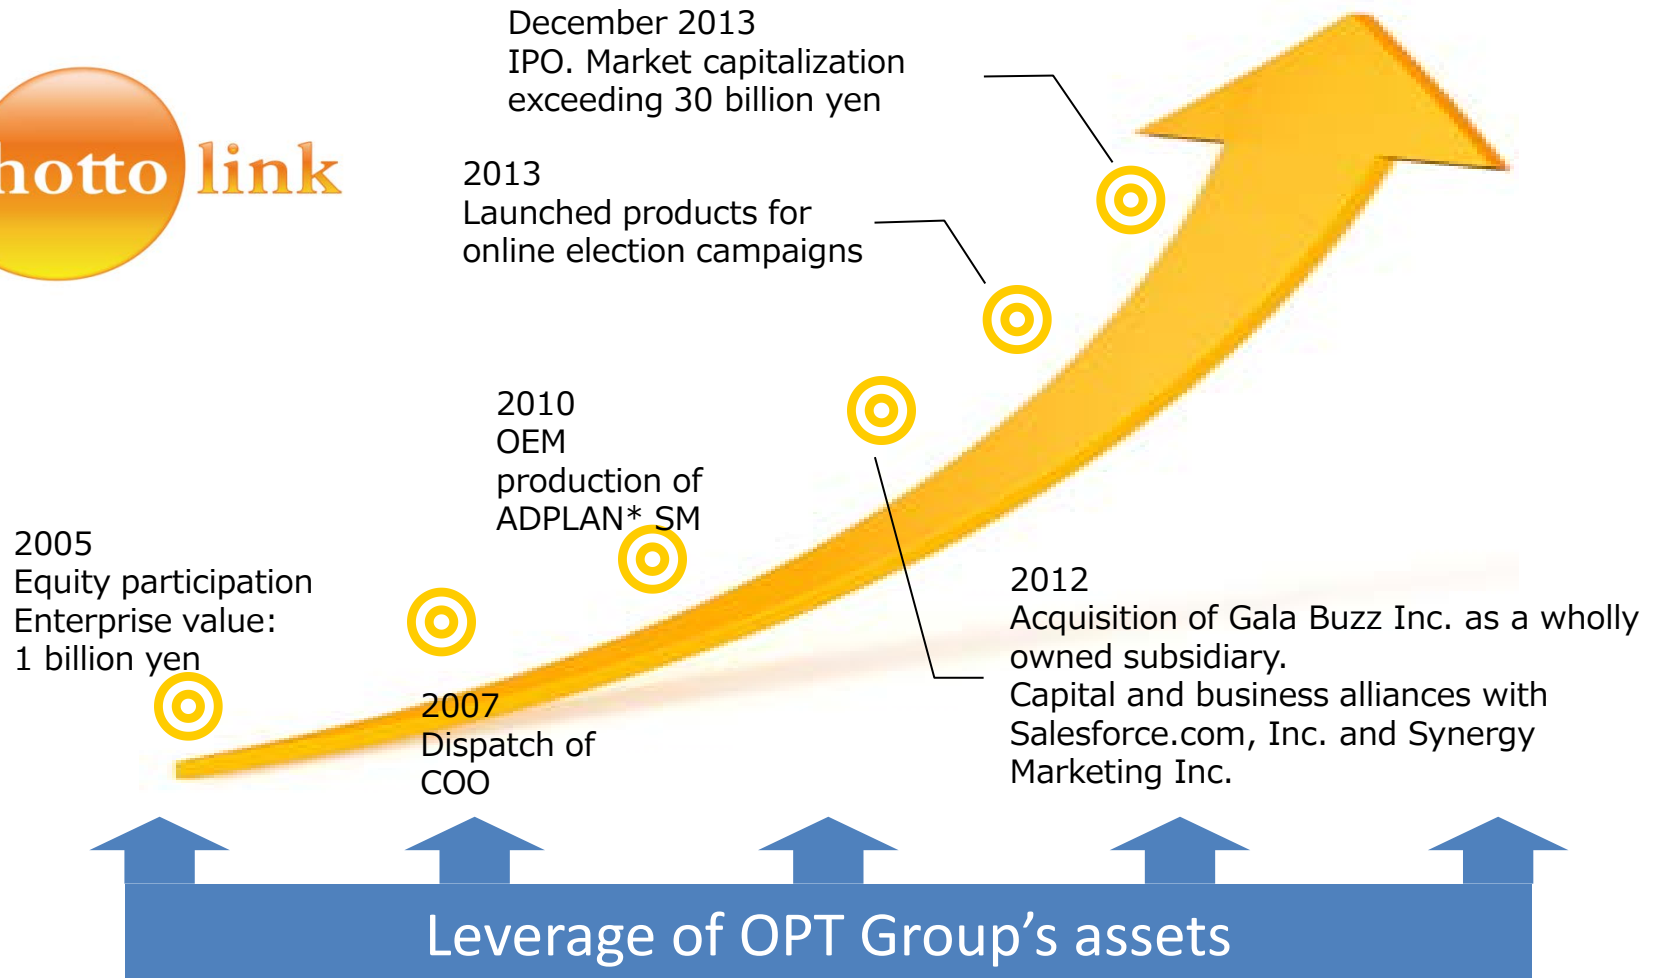 hotto link
December 2013
IPO. Market capitalization
exceeding 30 billion yen
2013
Launched products for
online election campaigns
2010
OEM
production of
ADPLAN* SM
2005
Equity participation
Enterprise value:
1 billion yen
2007
Dispatch of
COO
2012
Acquisition of Gala Buzz Inc. as a wholly
owned subsidiary.
Capital and business alliances with
Salesforce.com, Inc. and Synergy
Marketing Inc.
Leverage of OPT Group’s assets